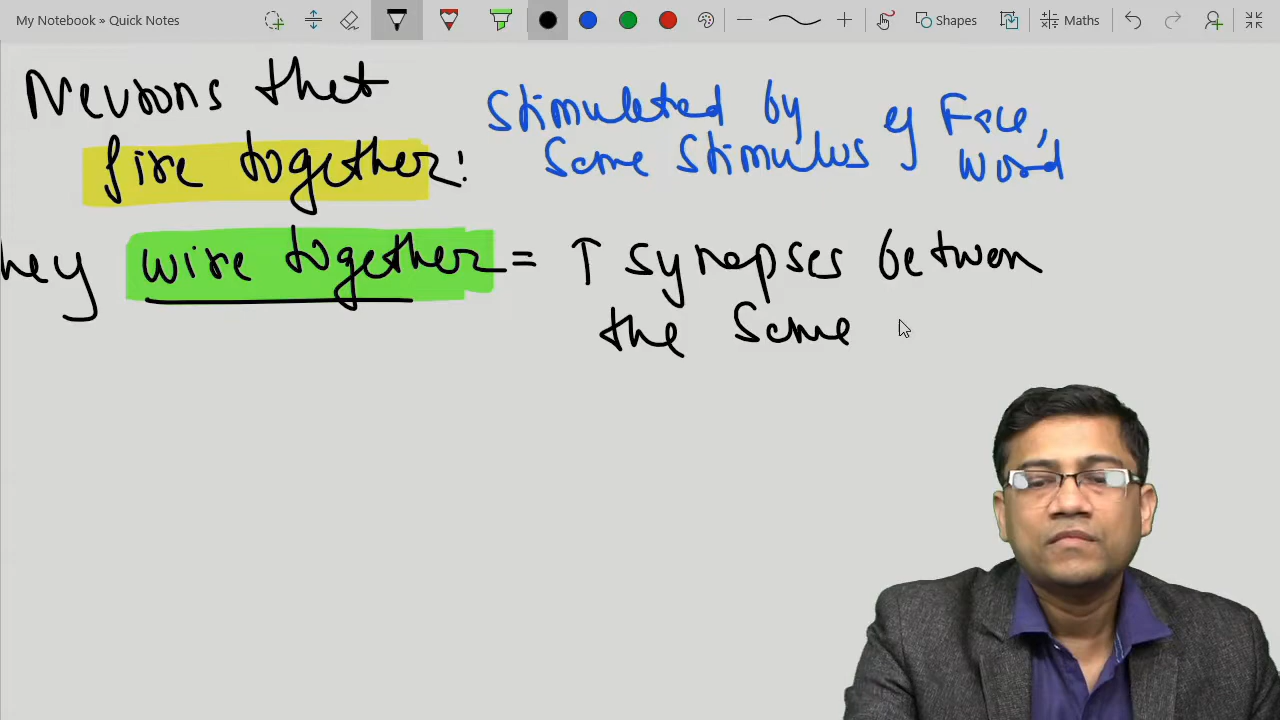 My Notebook » Quick Notes
Shapes
Maths
Neurons that
fire together:
Stimulated by
Same Stimulus
eg Face,
Word
hey wire together = ↑ synapses between
the same